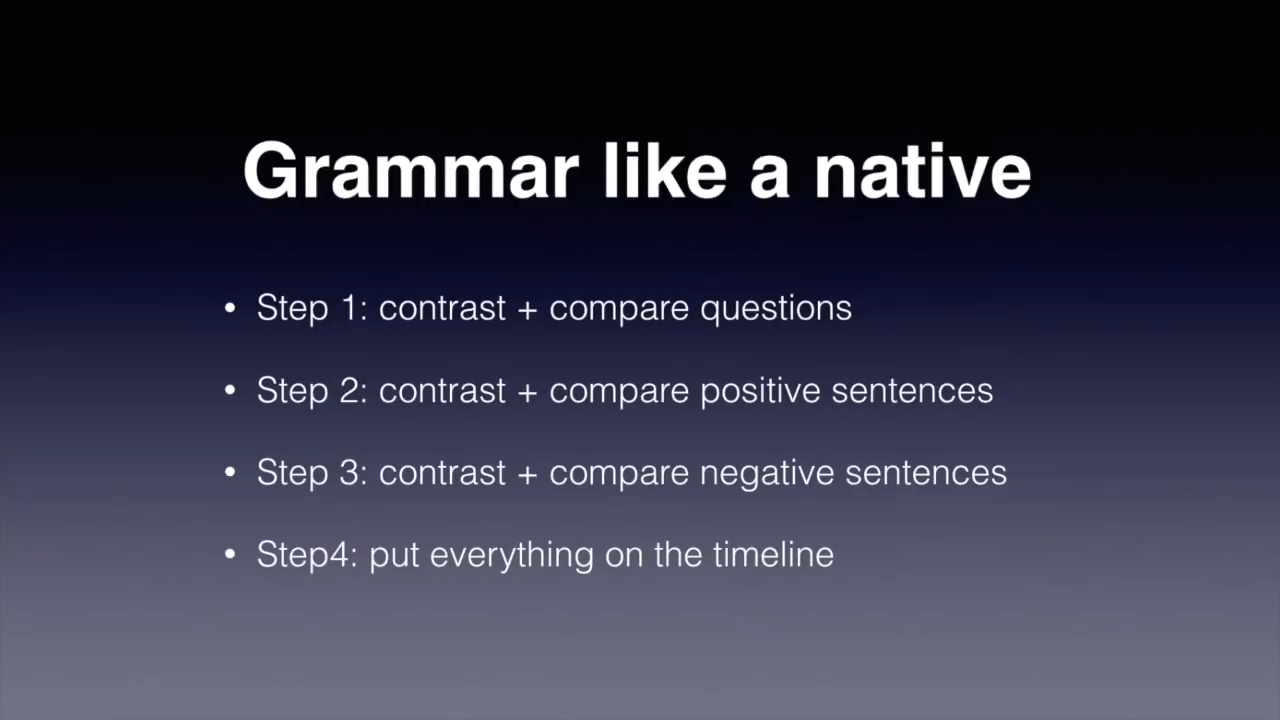 Grammar like a native
• Step 1: contrast + compare questions
• Step 2: contrast + compare positive sentences
• Step 3: contrast + compare negative sentences
• Step4: put everything on the timeline